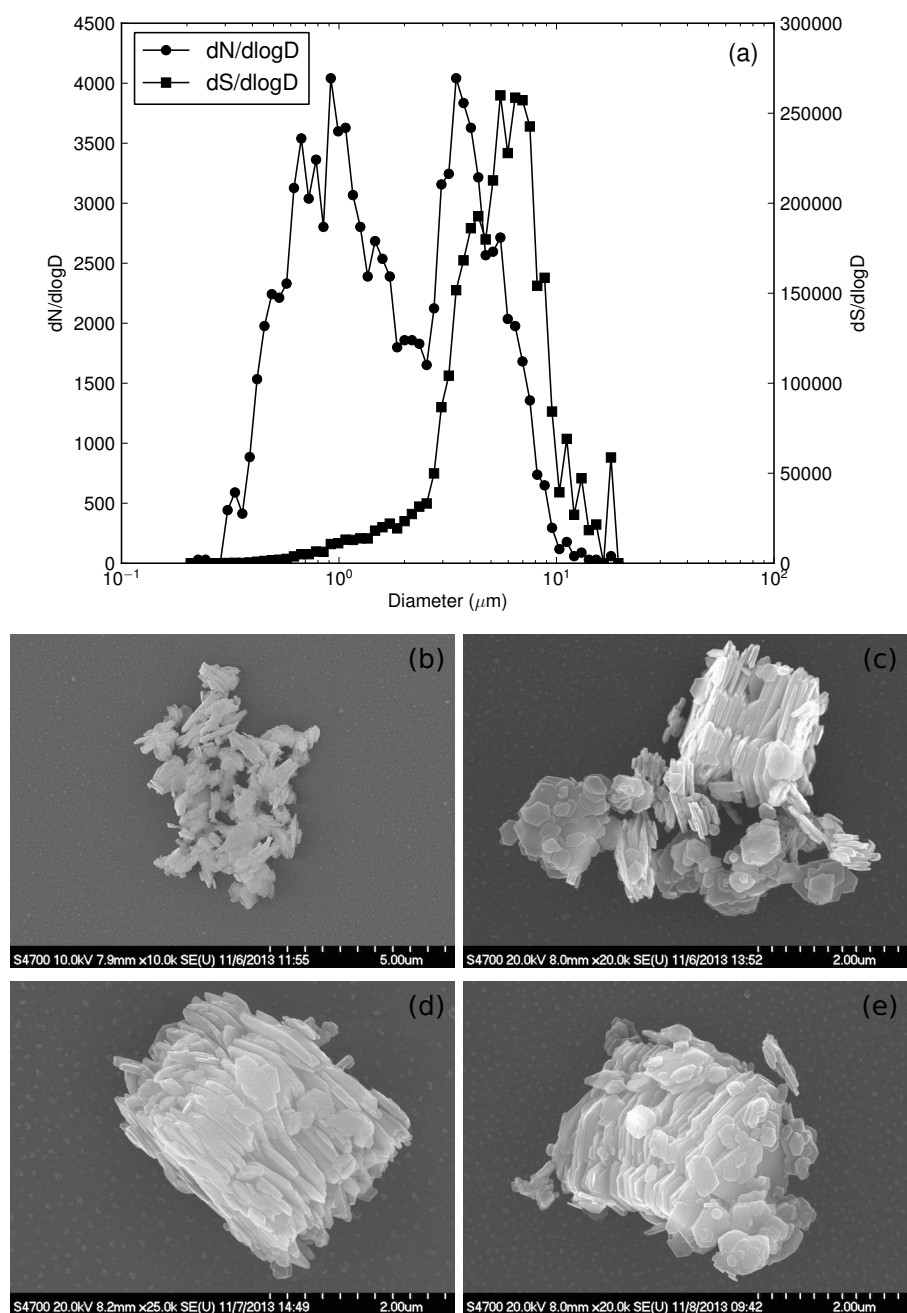 (a)
dN/dlogD
dS/dlogD
4500
4000
3500
3000
2500
2000
1500
1000
500
0
dN/dlogD
300000
250000
200000
150000
100000
50000
0
dS/dlogD
10⁻¹ 10⁰ 10¹ 10²
Diameter (μm)
(b)
S4700 10.0kV 7.9mm x10.0k SE(U) 11/6/2013 11:55 5.00um
(c)
S4700 20.0kV 8.0mm x20.0k SE(U) 11/6/2013 13:52 2.00um
(d)
S4700 20.0kV 8.2mm x25.0k SE(U) 11/7/2013 14:49 2.00um
(e)
S4700 20.0kV 8.0mm x20.0k SE(U) 11/8/2013 09:42 2.00um